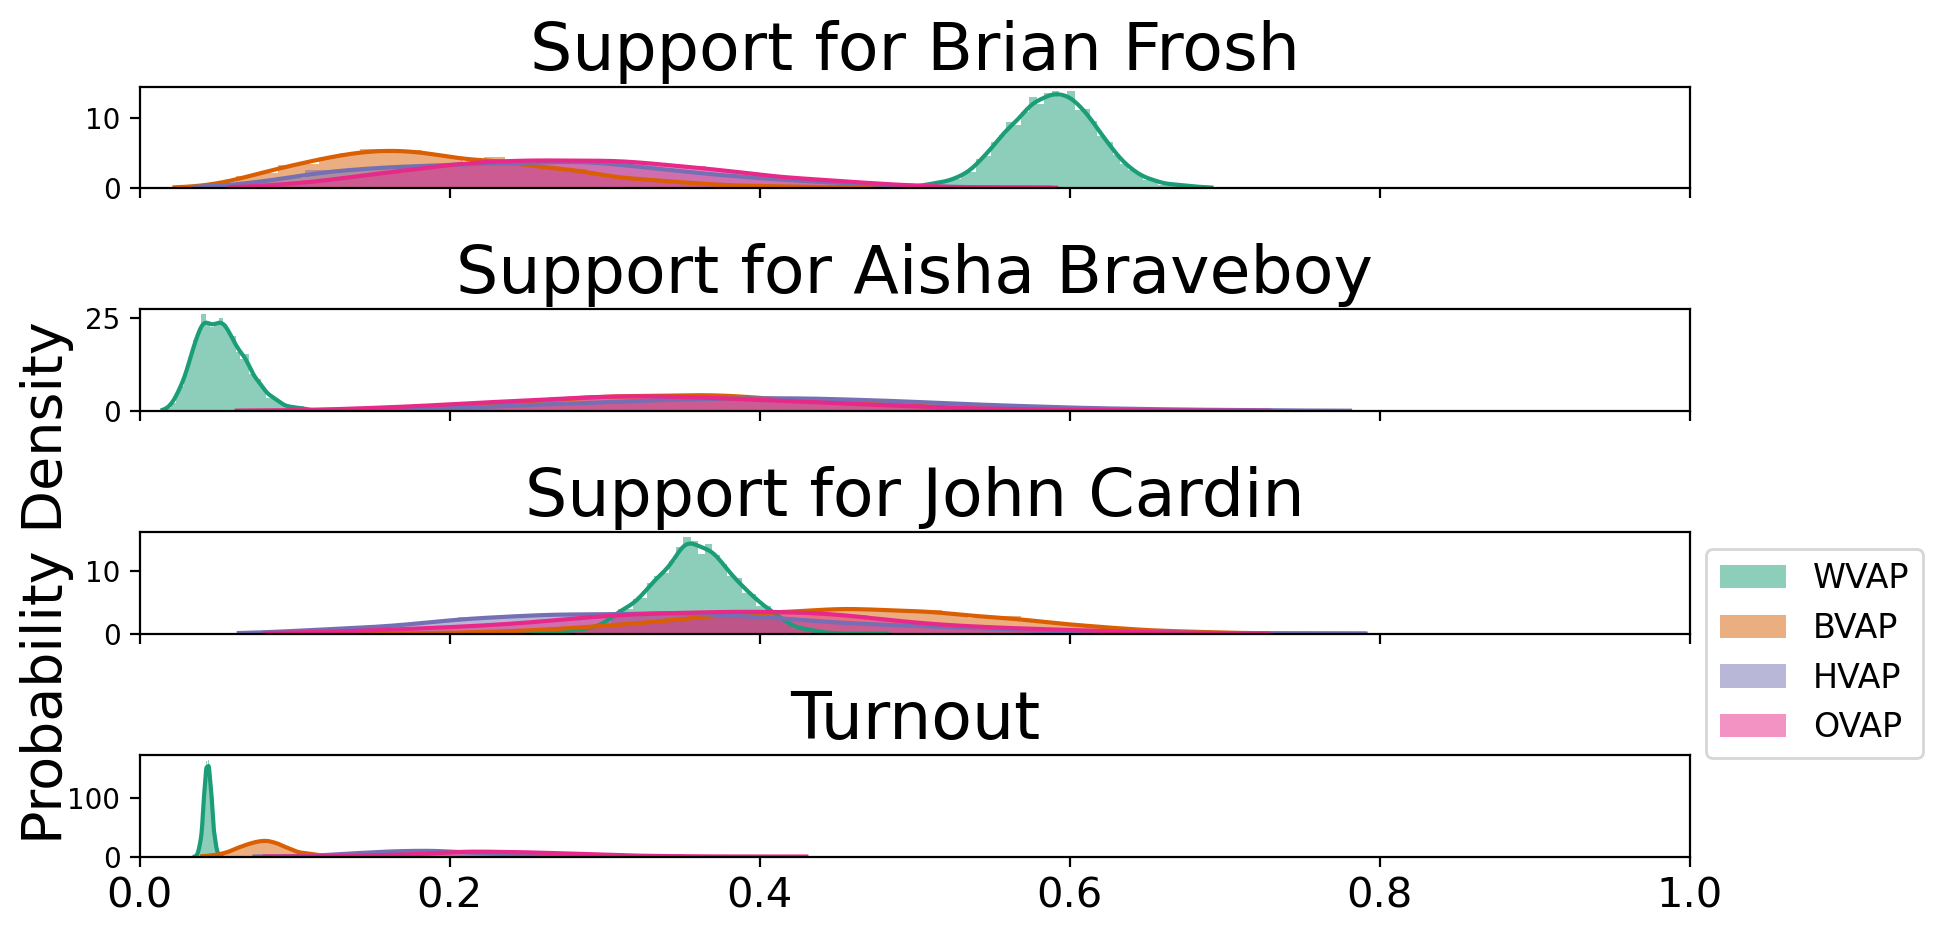 Support for Brian Frosh
10
0
Support for Aisha Braveboy
25
0
Probability Density
Support for John Cardin
10
0
WVAP
BVAP
HVAP
OVAP
Turnout
100
0
0.0 0.2 0.4 0.6 0.8 1.0